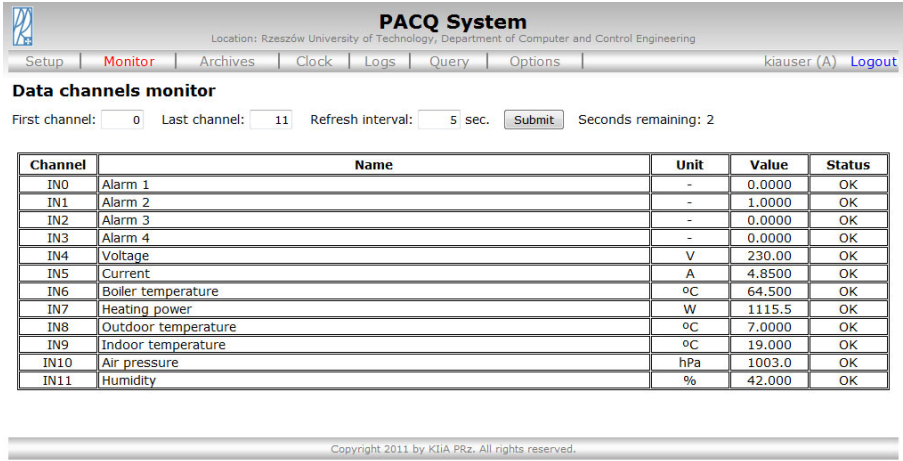 PACQ System
Location: Rzeszów University of Technology, Department of Computer and Control Engineering
Setup Monitor Archives Clock Logs Query Options kiauser (A) Logout
Data channels monitor
First channel: 0 Last channel: 11 Refresh interval: 5 sec. Submit Seconds remaining: 2
Channel Name Unit Value Status
IN0 Alarm 1 - 0.0000 OK
IN1 Alarm 2 - 1.0000 OK
IN2 Alarm 3 - 0.0000 OK
IN3 Alarm 4 - 0.0000 OK
IN4 Voltage V 230.00 OK
IN5 Current A 4.8500 OK
IN6 Boiler temperature ºC 64.500 OK
IN7 Heating power W 1115.5 OK
IN8 Outdoor temperature ºC 7.0000 OK
IN9 Indoor temperature ºC 19.000 OK
IN10 Air pressure hPa 1003.0 OK
IN11 Humidity % 42.000 OK
Copyright 2011 by KIiA PRz. All rights reserved.